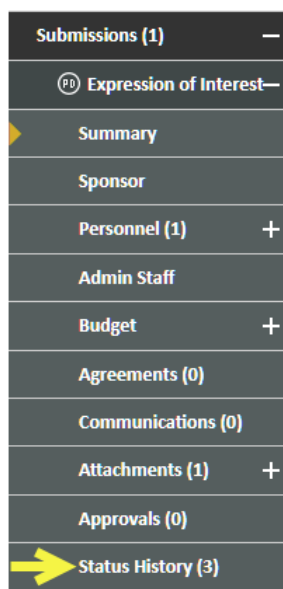 Submissions (1)
PD Expression of Interest
Summary
Sponsor
Personnel (1)
Admin Staff
Budget
Agreements (0)
Communications (0)
Attachments (1)
Approvals (0)
Status History (3)